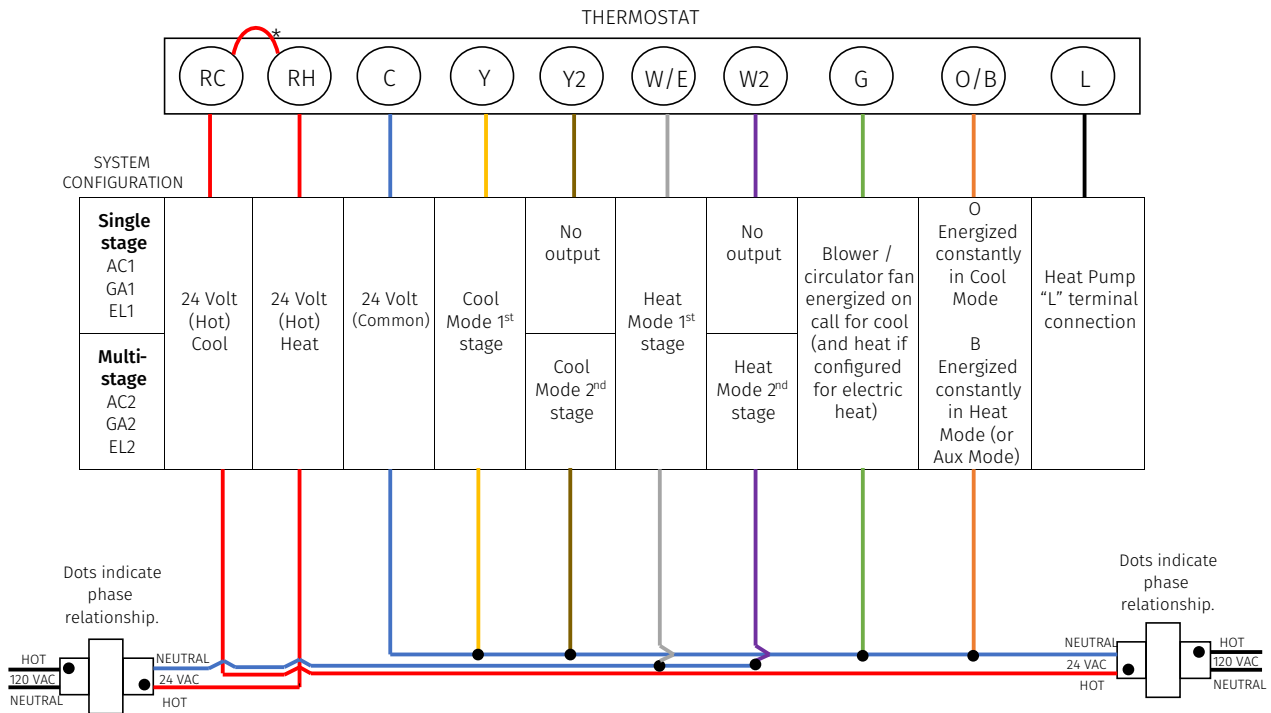 THERMOSTAT
*
RC
RH
C
Y
Y2
W/E
W2
G
O/B
L
SYSTEM
CONFIGURATION
Single
stage
AC1
GA1
EL1
Multi-
stage
AC2
GA2
EL2
24 Volt
(Hot)
Cool
24 Volt
(Hot)
Heat
24 Volt
(Common)
Cool
Mode 1st
stage
No
output
Cool
Mode 2nd
stage
Heat
Mode 1st
stage
No
output
Heat
Mode 2nd
stage
Blower /
circulator fan
energized on
call for cool
(and heat if
configured
for electric
heat)
O
Energized
constantly
in Cool
Mode
B
Energized
constantly
in Heat
Mode (or
Aux Mode)
Heat Pump
“L” terminal
connection
Dots indicate
phase
relationship.
HOT
120 VAC
NEUTRAL
NEUTRAL
24 VAC
HOT
Dots indicate
phase
relationship.
NEUTRAL
24 VAC
HOT
HOT
120 VAC
NEUTRAL